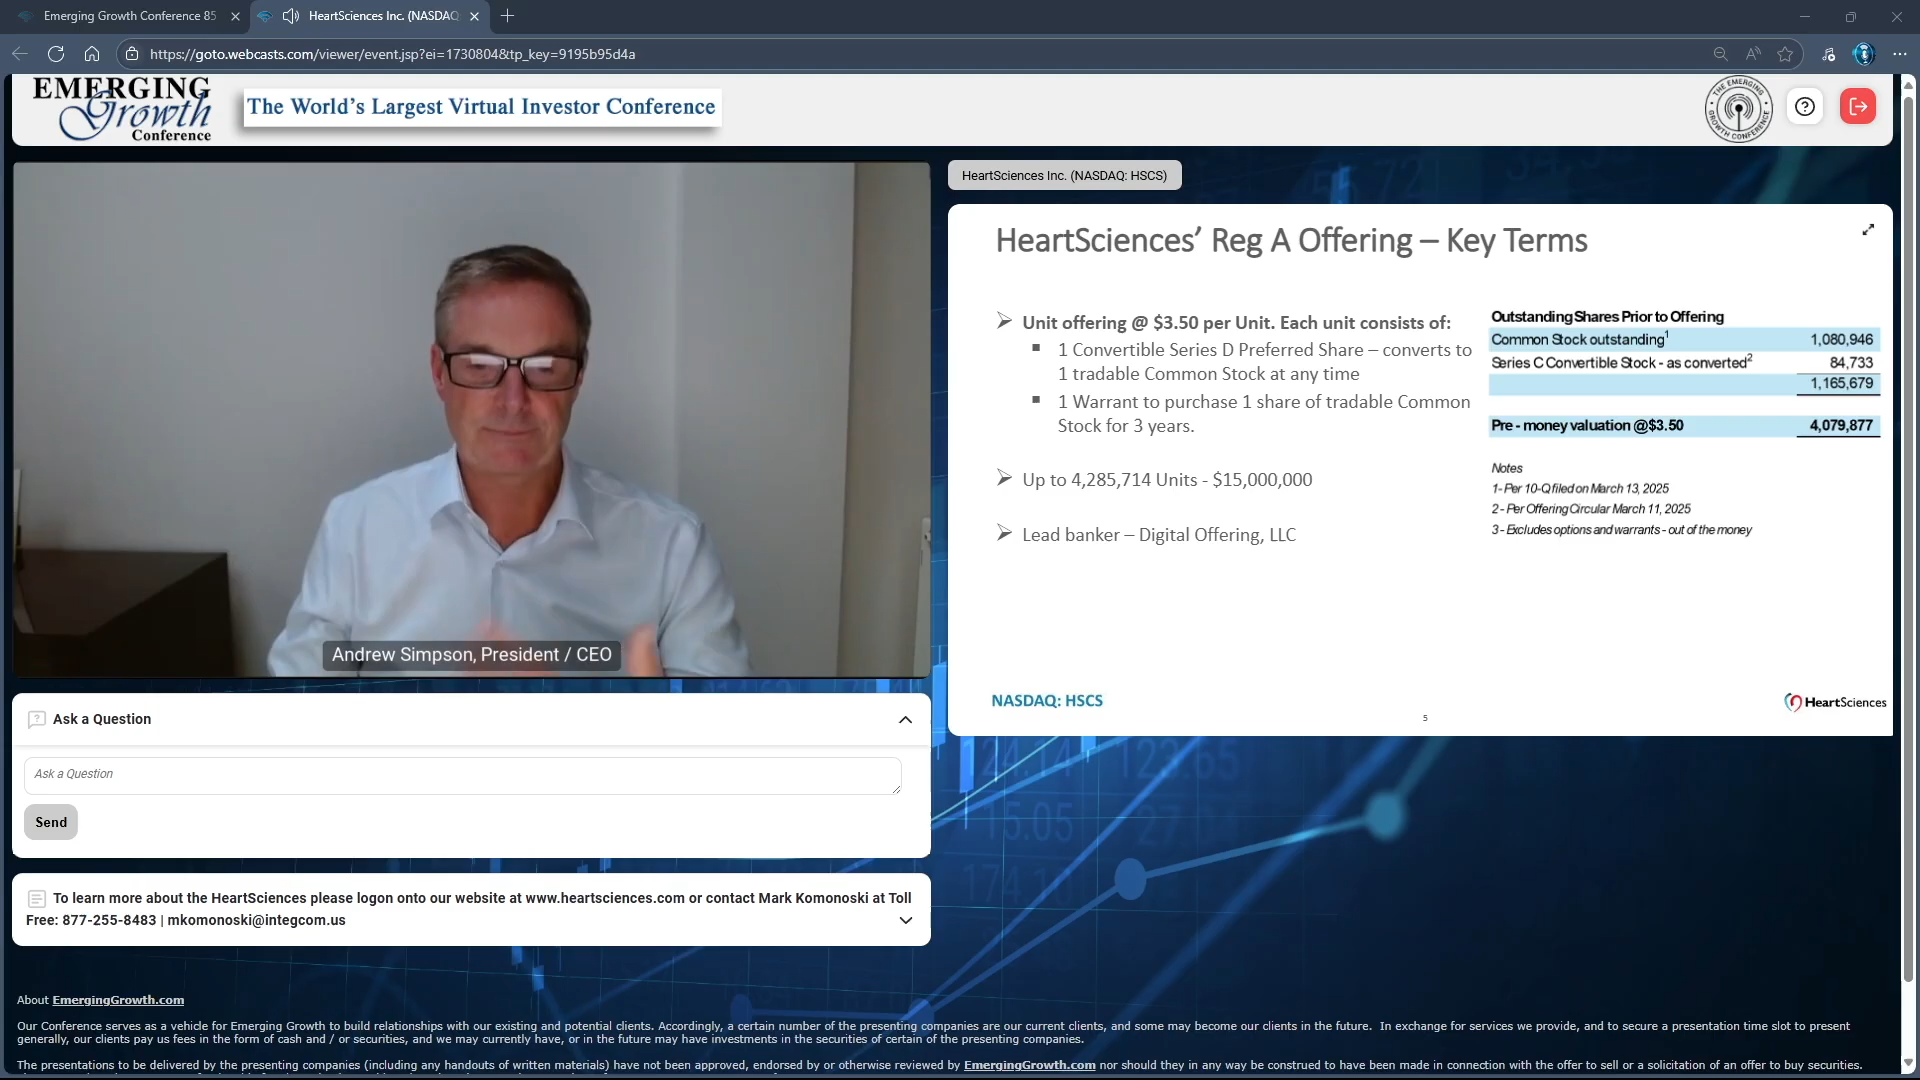 Emerging Growth Conference 85
HeartSciences Inc. (NASDAQ
https://goto.webcasts.com/viewer/event.jsp?ei=1730804&tp_key=9195b95d4a
EMERGING
Growth
Conference
The World's Largest Virtual Investor Conference
THE EMERGING GROWTH CONFERENCE
Andrew Simpson, President / CEO
Ask a Question
Ask a Question
Send
To learn more about the HeartSciences please logon onto our website at www.heartsciences.com or contact Mark Komonoski at Toll
Free: 877-255-8483 | mkomonoski@integcom.us
HeartSciences Inc. (NASDAQ: HSCS)
HeartSciences' Reg A Offering – Key Terms
Unit offering @ $3.50 per Unit. Each unit consists of:
1 Convertible Series D Preferred Share – converts to
1 tradable Common Stock at any time
1 Warrant to purchase 1 share of tradable Common
Stock for 3 years.
Up to 4,285,714 Units - $15,000,000
Lead banker – Digital Offering, LLC
Outstanding Shares Prior to Offering
Common Stock outstanding1 1,080,946
Series C Convertible Stock - as converted2 84,733
1,165,679
Pre - money valuation @$3.50 4,079,877
Notes
1- Per 10-Q filed on March 13, 2025
2 - Per Offering Circular March 11, 2025
3 - Excludes options and warrants - out of the money
NASDAQ: HSCS
5
HeartSciences
124.14 123.65
15.05
About EmergingGrowth.com
Our Conference serves as a vehicle for Emerging Growth to build relationships with our existing and potential clients. Accordingly, a certain number of the presenting companies are our current clients, and some may become our clients in the future. In exchange for services we provide, and to secure a presentation time slot to present
generally, our clients pay us fees in the form of cash and / or securities, and we may currently have, or in the future may have investments in the securities of certain of the presenting companies.
The presentations to be delivered by the presenting companies (including any handouts of written materials) have not been approved, endorsed by or otherwise reviewed by EmergingGrowth.com nor should they in any way be construed to have been made in connection with the offer to sell or a solicitation of an offer to buy securities.